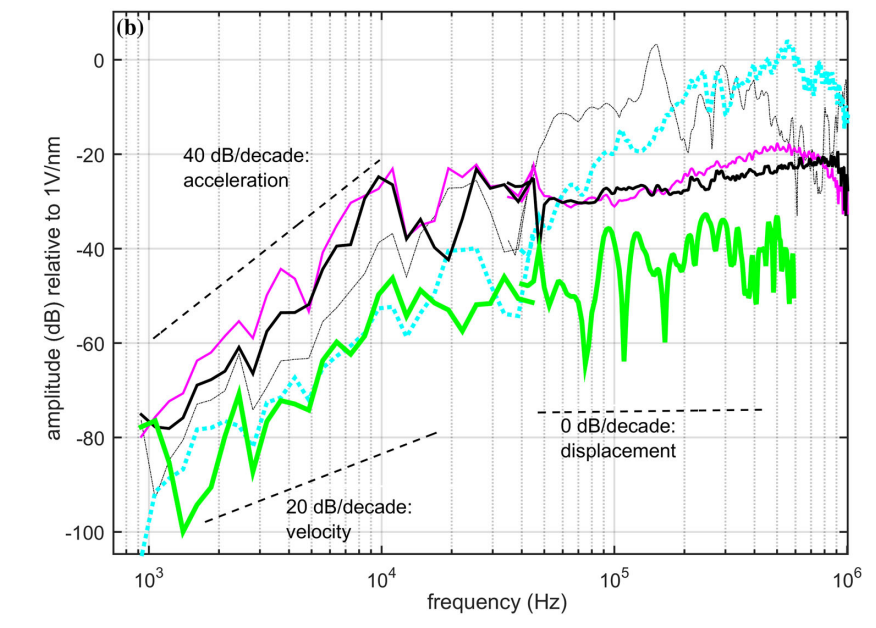 (b)
0
-20
-40
-60
-80
-100
amplitude (dB) relative to 1V/nm
40 dB/decade:
acceleration
20 dB/decade:
velocity
0 dB/decade:
displacement
10³
10⁴
10⁵
10⁶
frequency (Hz)